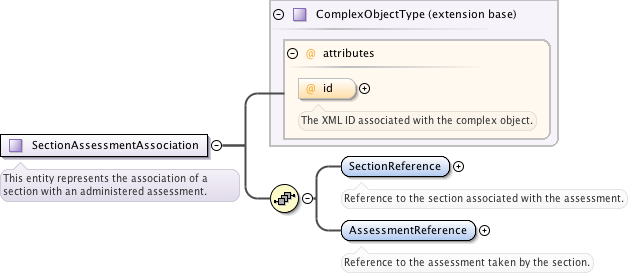 ComplexObjectType (extension base)
@ attributes
@ id
The XML ID associated with the complex object.
SectionAssessmentAssociation
This entity represents the association of a
section with an administered assessment.
SectionReference
Reference to the section associated with the assessment.
AssessmentReference
Reference to the assessment taken by the section.